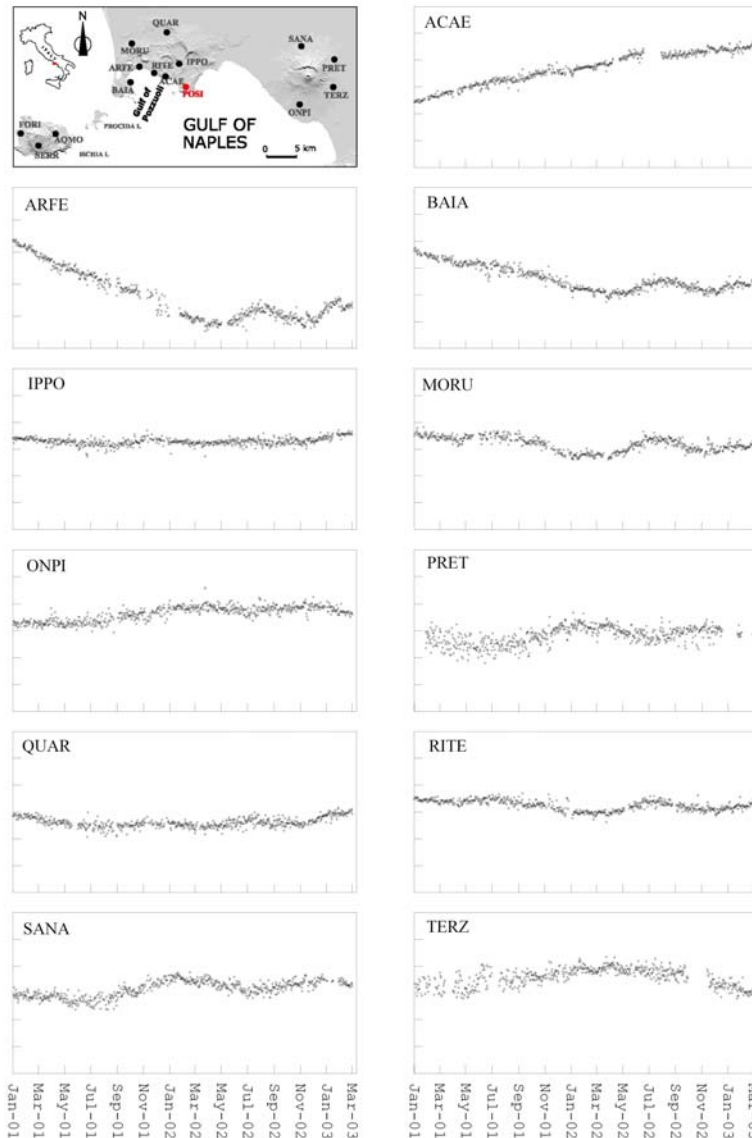 N
QUAR
SANA
MORU
ARFE
RITE
IPPO
PRET
BAIA
ACAE
POSI
TERZ
Gulf of
Pozzuoli
ONPI
GULF OF
NAPLES
PROCIDA I.
FORI
AQMO
SERR
ISCHIA I.
0 5 km
ACAE
ARFE
BAIA
IPPO
MORU
ONPI
PRET
QUAR
RITE
SANA
TERZ
Jan-01
Mar-01
May-01
Jul-01
Sep-01
Nov-01
Jan-02
Mar-02
May-02
Jul-02
Sep-02
Nov-02
Jan-03
Mar-03
Jan-01
Mar-01
May-01
Jul-01
Sep-01
Nov-01
Jan-02
Mar-02
May-02
Jul-02
Sep-02
Nov-02
Jan-03